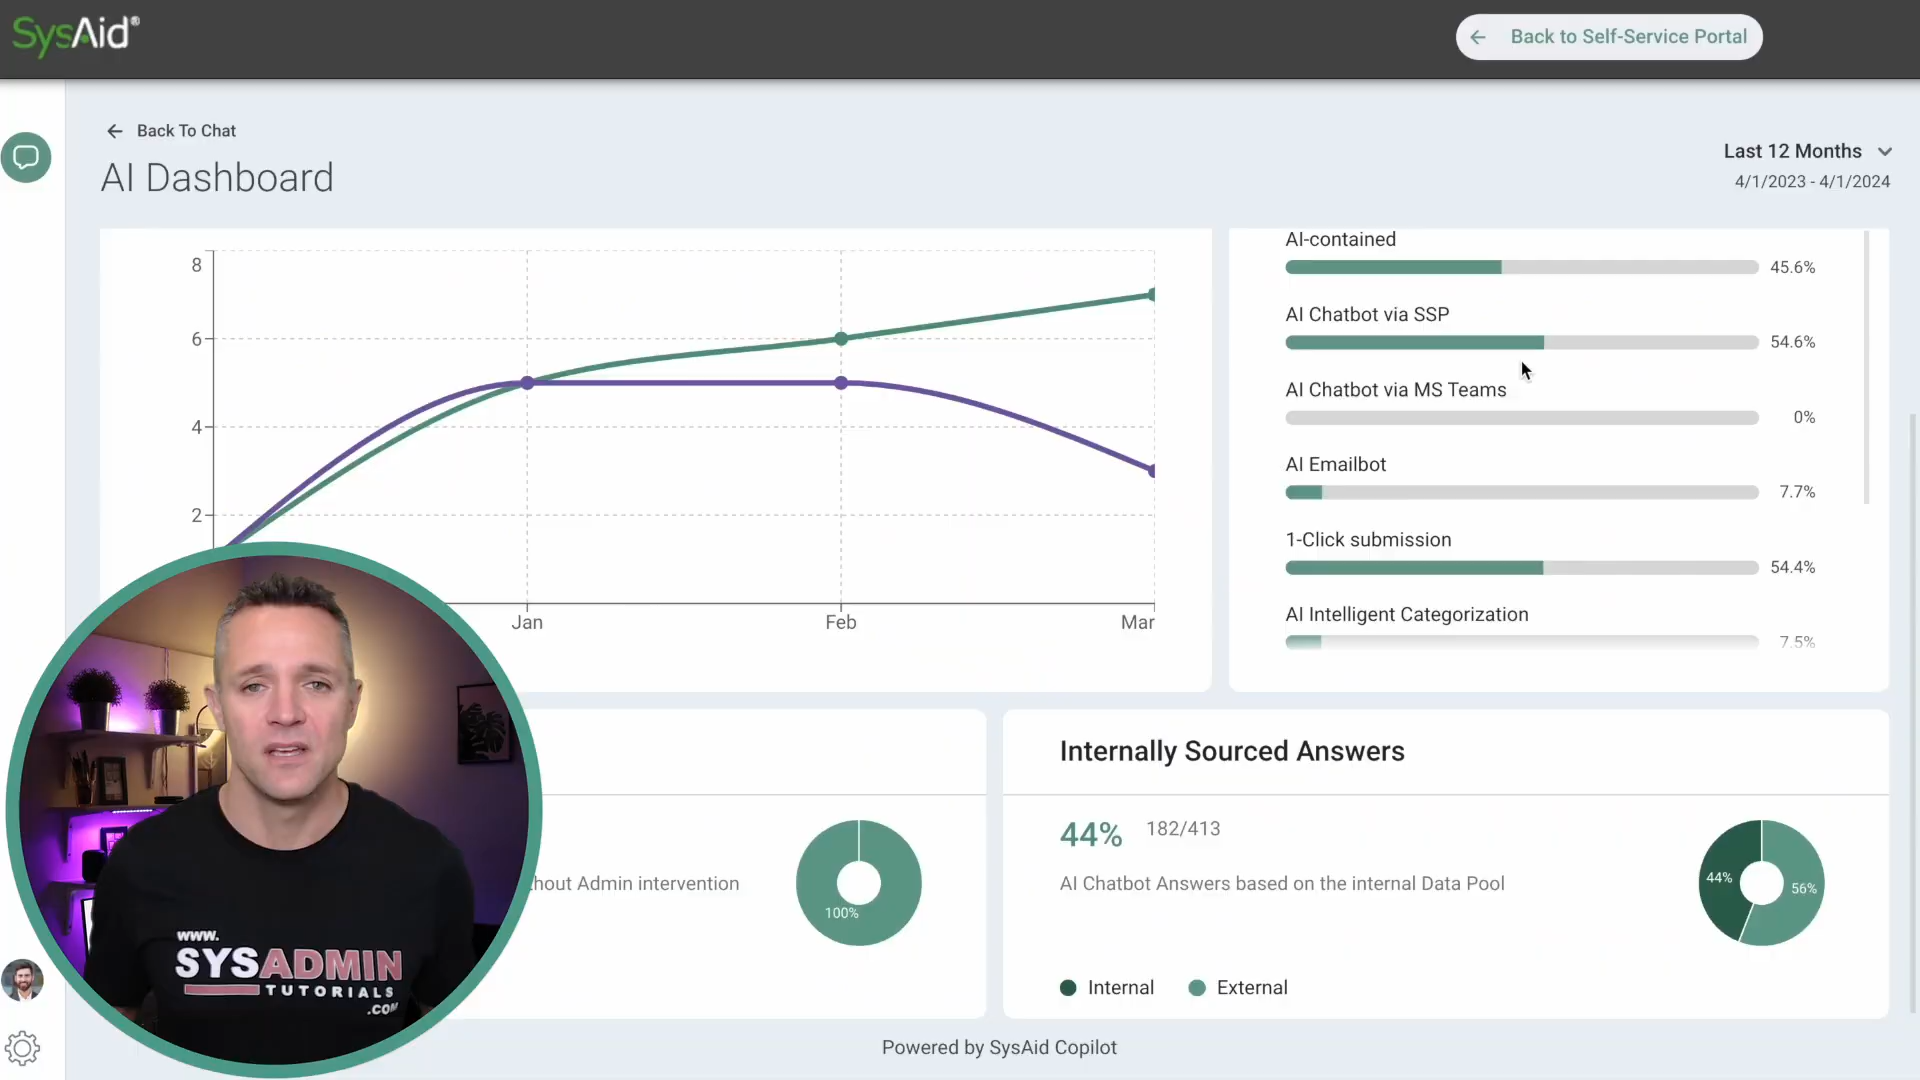 SysAid®
← Back to Self-Service Portal
← Back To Chat
AI Dashboard
Last 12 Months
4/1/2023 - 4/1/2024
8
6
4
2
Jan
Feb
Mar
AI-contained
45.6%
AI Chatbot via SSP
54.6%
AI Chatbot via MS Teams
0%
AI Emailbot
7.7%
1-Click submission
54.4%
AI Intelligent Categorization
7.5%
hout Admin intervention
100%
Internally Sourced Answers
44% 182/413
AI Chatbot Answers based on the internal Data Pool
44%
56%
Internal
External
www.
SYSADMIN
TUTORIALS
.COM
Powered by SysAid Copilot